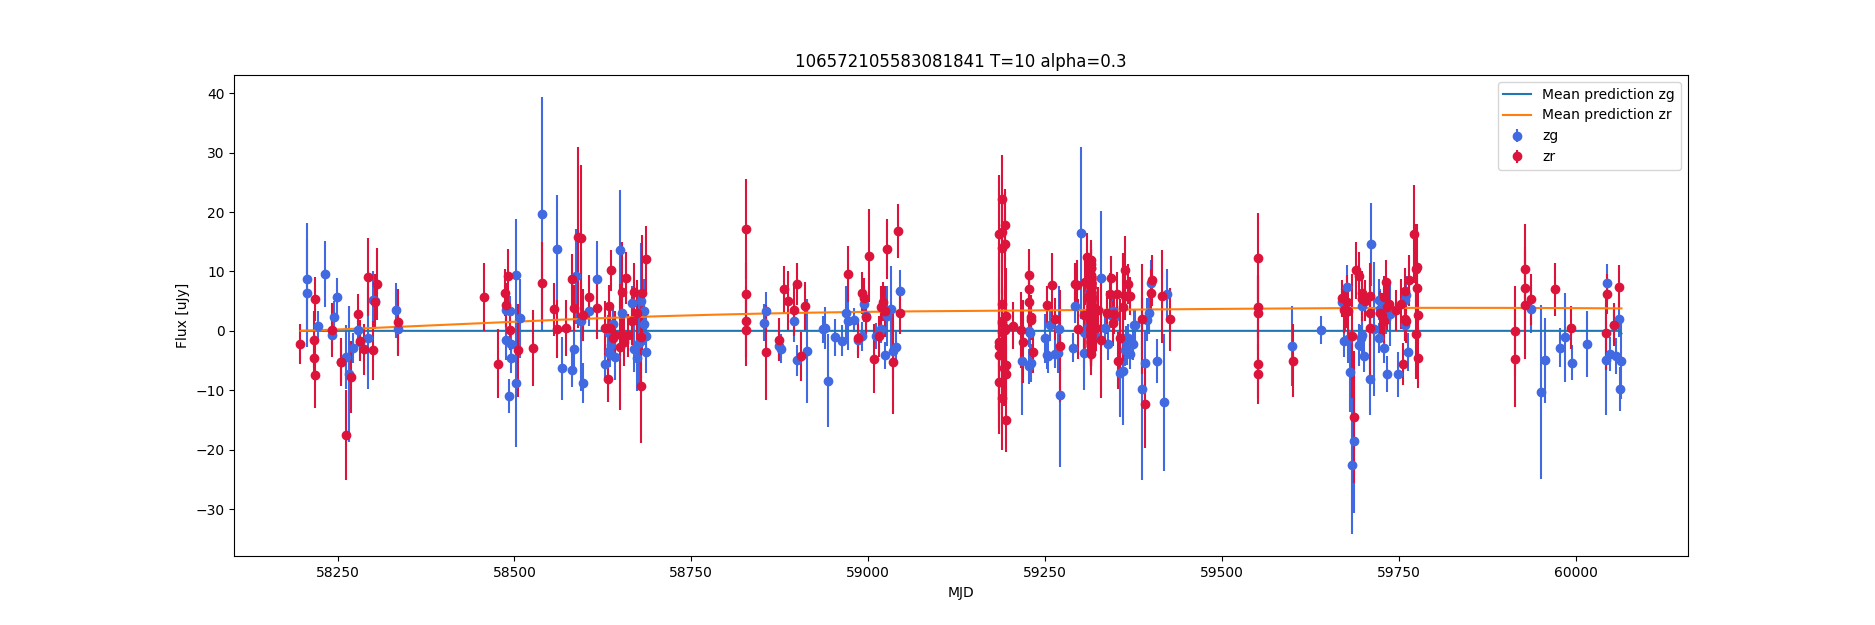 106572105583081841 T=10 alpha=0.3
Mean prediction zg
Mean prediction zr
zg
zr
Flux [uJy]
40
30
20
10
0
−10
−20
−30
58250 58500 58750 59000 59250 59500 59750 60000
MJD